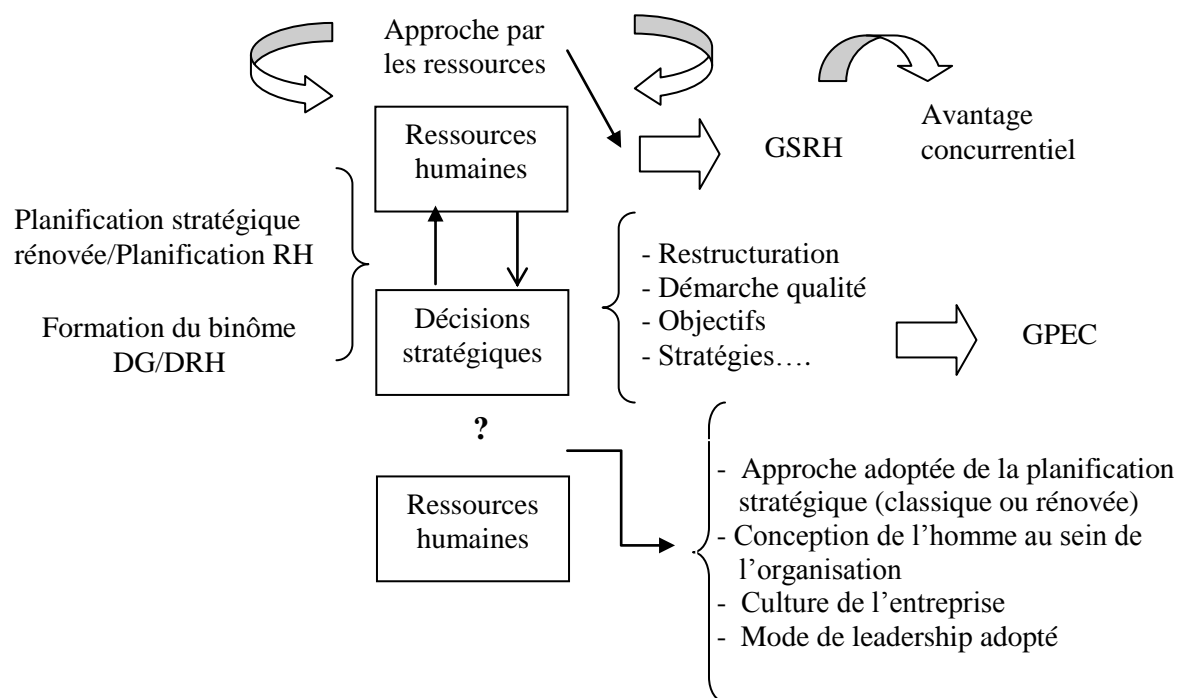 Approche par
les ressources
Ressources
humaines
GSRH
Avantage
concurrentiel
Planification stratégique
rénovée/Planification RH
Formation du binôme
DG/DRH
Décisions
stratégiques
- Restructuration
- Démarche qualité
- Objectifs
- Stratégies….
GPEC
?
Ressources
humaines
- Approche adoptée de la planification
stratégique (classique ou rénovée)
- Conception de l’homme au sein de
l’organisation
- Culture de l’entreprise
- Mode de leadership adopté